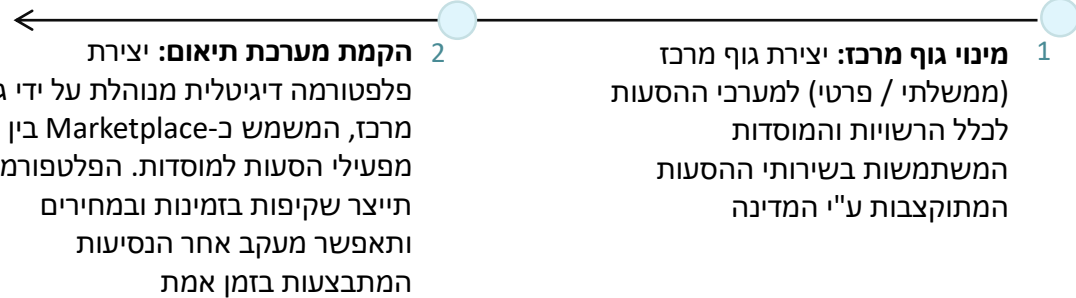 1
מינוי גוף מרכז: יצירת גוף מרכז
(ממשלתי / פרטי) למערכי ההסעות
לכלל הרשויות והמוסדות
המשתמשות בשירותי ההסעות
המתוקצבות ע"י המדינה
2
הקמת מערכת תיאום: יצירת
פלפטורמה דיגיטלית מנוהלת על ידי
מרכז, המשמש כ-Marketplace בין
מפעילי הסעות למוסדות. הפלטפורמ
תייצר שקיפות בזמינות ובמחירים
ותאפשר מעקב אחר הנסיעות
המתבצעות בזמן אמת